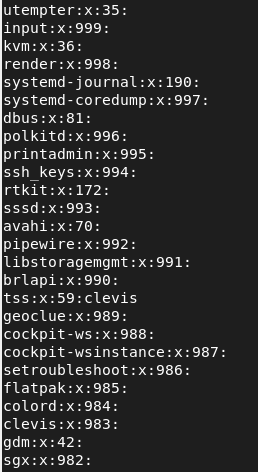 utempter:x:35:
input:x:999:
kvm:x:36:
render:x:998:
systemd-journal:x:190:
systemd-coredump:x:997:
dbus:x:81:
polkitd:x:996:
printadmin:x:995:
ssh_keys:x:994:
rtkit:x:172:
sssd:x:993:
avahi:x:70:
pipewire:x:992:
libstoragemgmt:x:991:
brlapi:x:990:
tss:x:59:clevis
geoclue:x:989:
cockpit-ws:x:988:
cockpit-wsinstance:x:987:
setroubleshoot:x:986:
flatpak:x:985:
colord:x:984:
clevis:x:983:
gdm:x:42:
sgx:x:982: